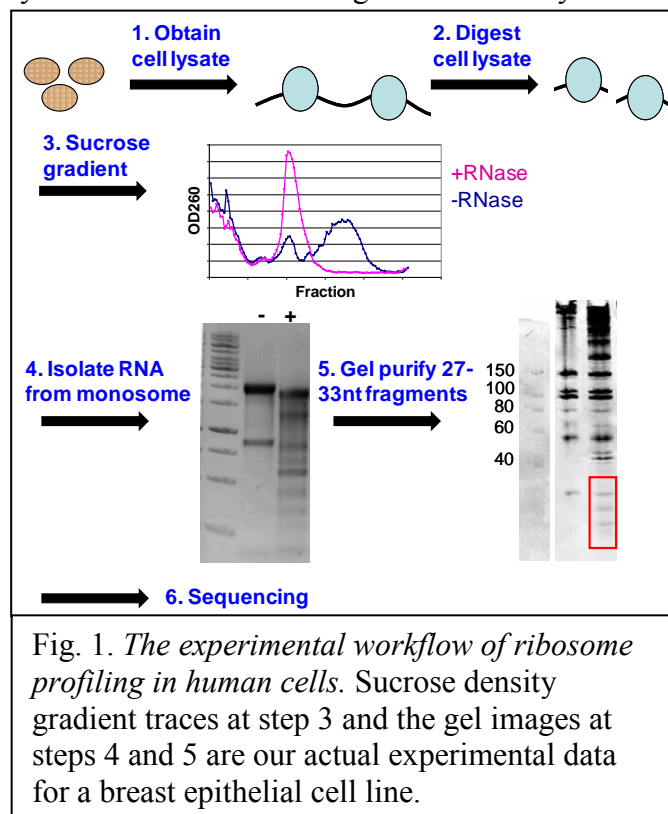 1. Obtain
cell lysate
2. Digest
cell lysate
3. Sucrose
gradient
OD260
+RNase
-RNase
Fraction
- +
4. Isolate RNA
from monosome
5. Gel purify 27-
33nt fragments
150
100
80
60
40
6. Sequencing
Fig. 1. The experimental workflow of ribosome
profiling in human cells. Sucrose density
gradient traces at step 3 and the gel images at
steps 4 and 5 are our actual experimental data
for a breast epithelial cell line.